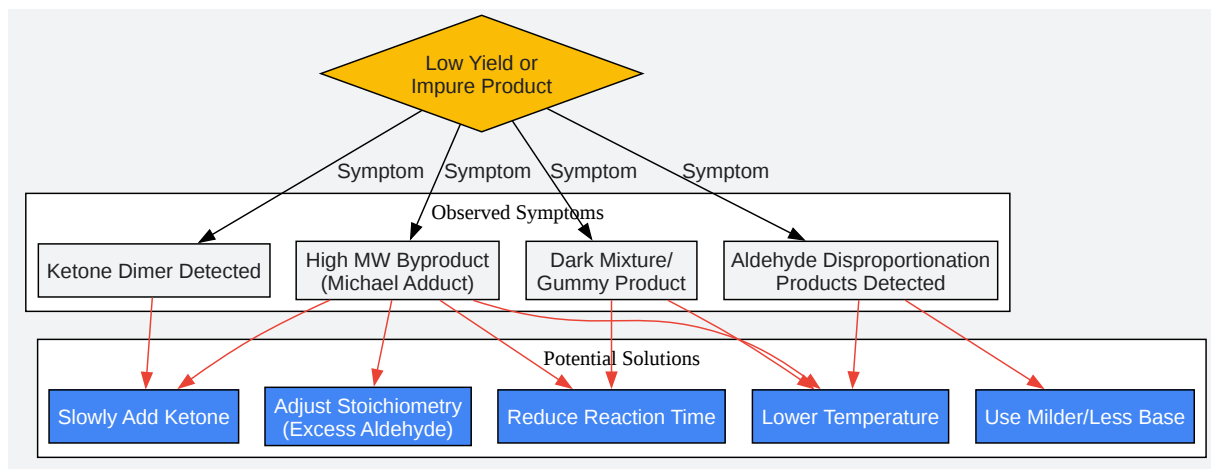 Low Yield or
Impure Product
Symptom
Symptom
Symptom
Symptom
Observed Symptoms
Ketone Dimer Detected
High MW Byproduct
(Michael Adduct)
Dark Mixture/
Gummy Product
Aldehyde Disproportionation
Products Detected
Potential Solutions
Slowly Add Ketone
Adjust Stoichiometry
(Excess Aldehyde)
Reduce Reaction Time
Lower Temperature
Use Milder/Less Base